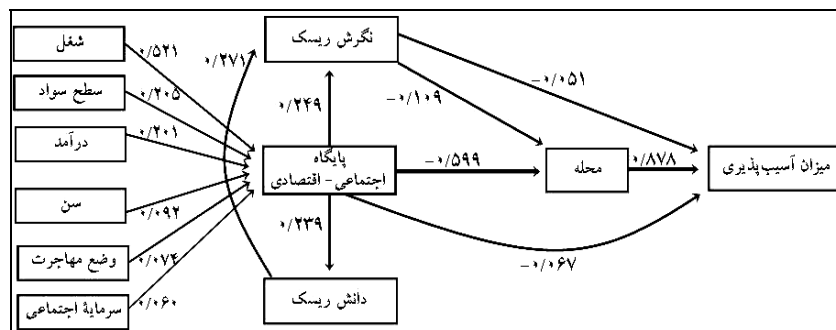 شغل
سطح سواد
درآمد
سن
وضع مهاجرت
سرمایهٔ اجتماعی
۰/۵۲۱
۰/۲۰۵
۰/۲۰۱
۰/۰۹۲
۰/۰۷۴
۰/۰۶۰
۰/۲۷۱
نگرش ریسک
۰/۲۴۹
پایگاه
اجتماعی - اقتصادی
۰/۲۳۹
دانش ریسک
-۰/۰۵۱
-۰/۱۰۹
-۰/۵۹۹
محله
۰/۸۷۸
-۰/۰۶۷
میزان آسیب‌پذیری